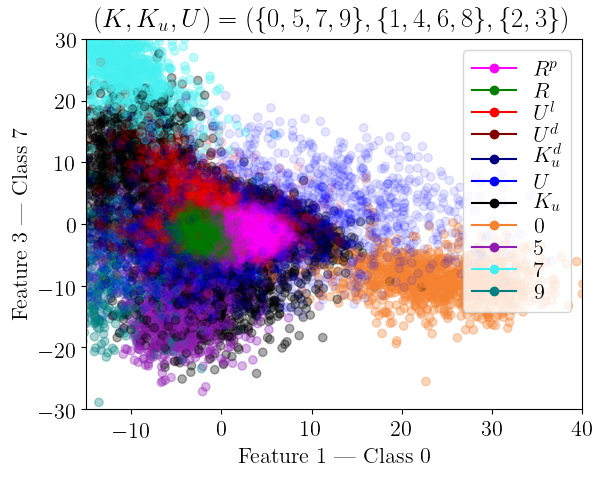 (K, K_u, U) = ({0, 5, 7, 9}, {1, 4, 6, 8}, {2, 3})
30
20
10
0
−10
−20
−30
Feature 3 — Class 7
R^p
R
U^l
U^d
K_u^d
U
K_u
0
5
7
9
−10
0
10
20
30
40
Feature 1 — Class 0